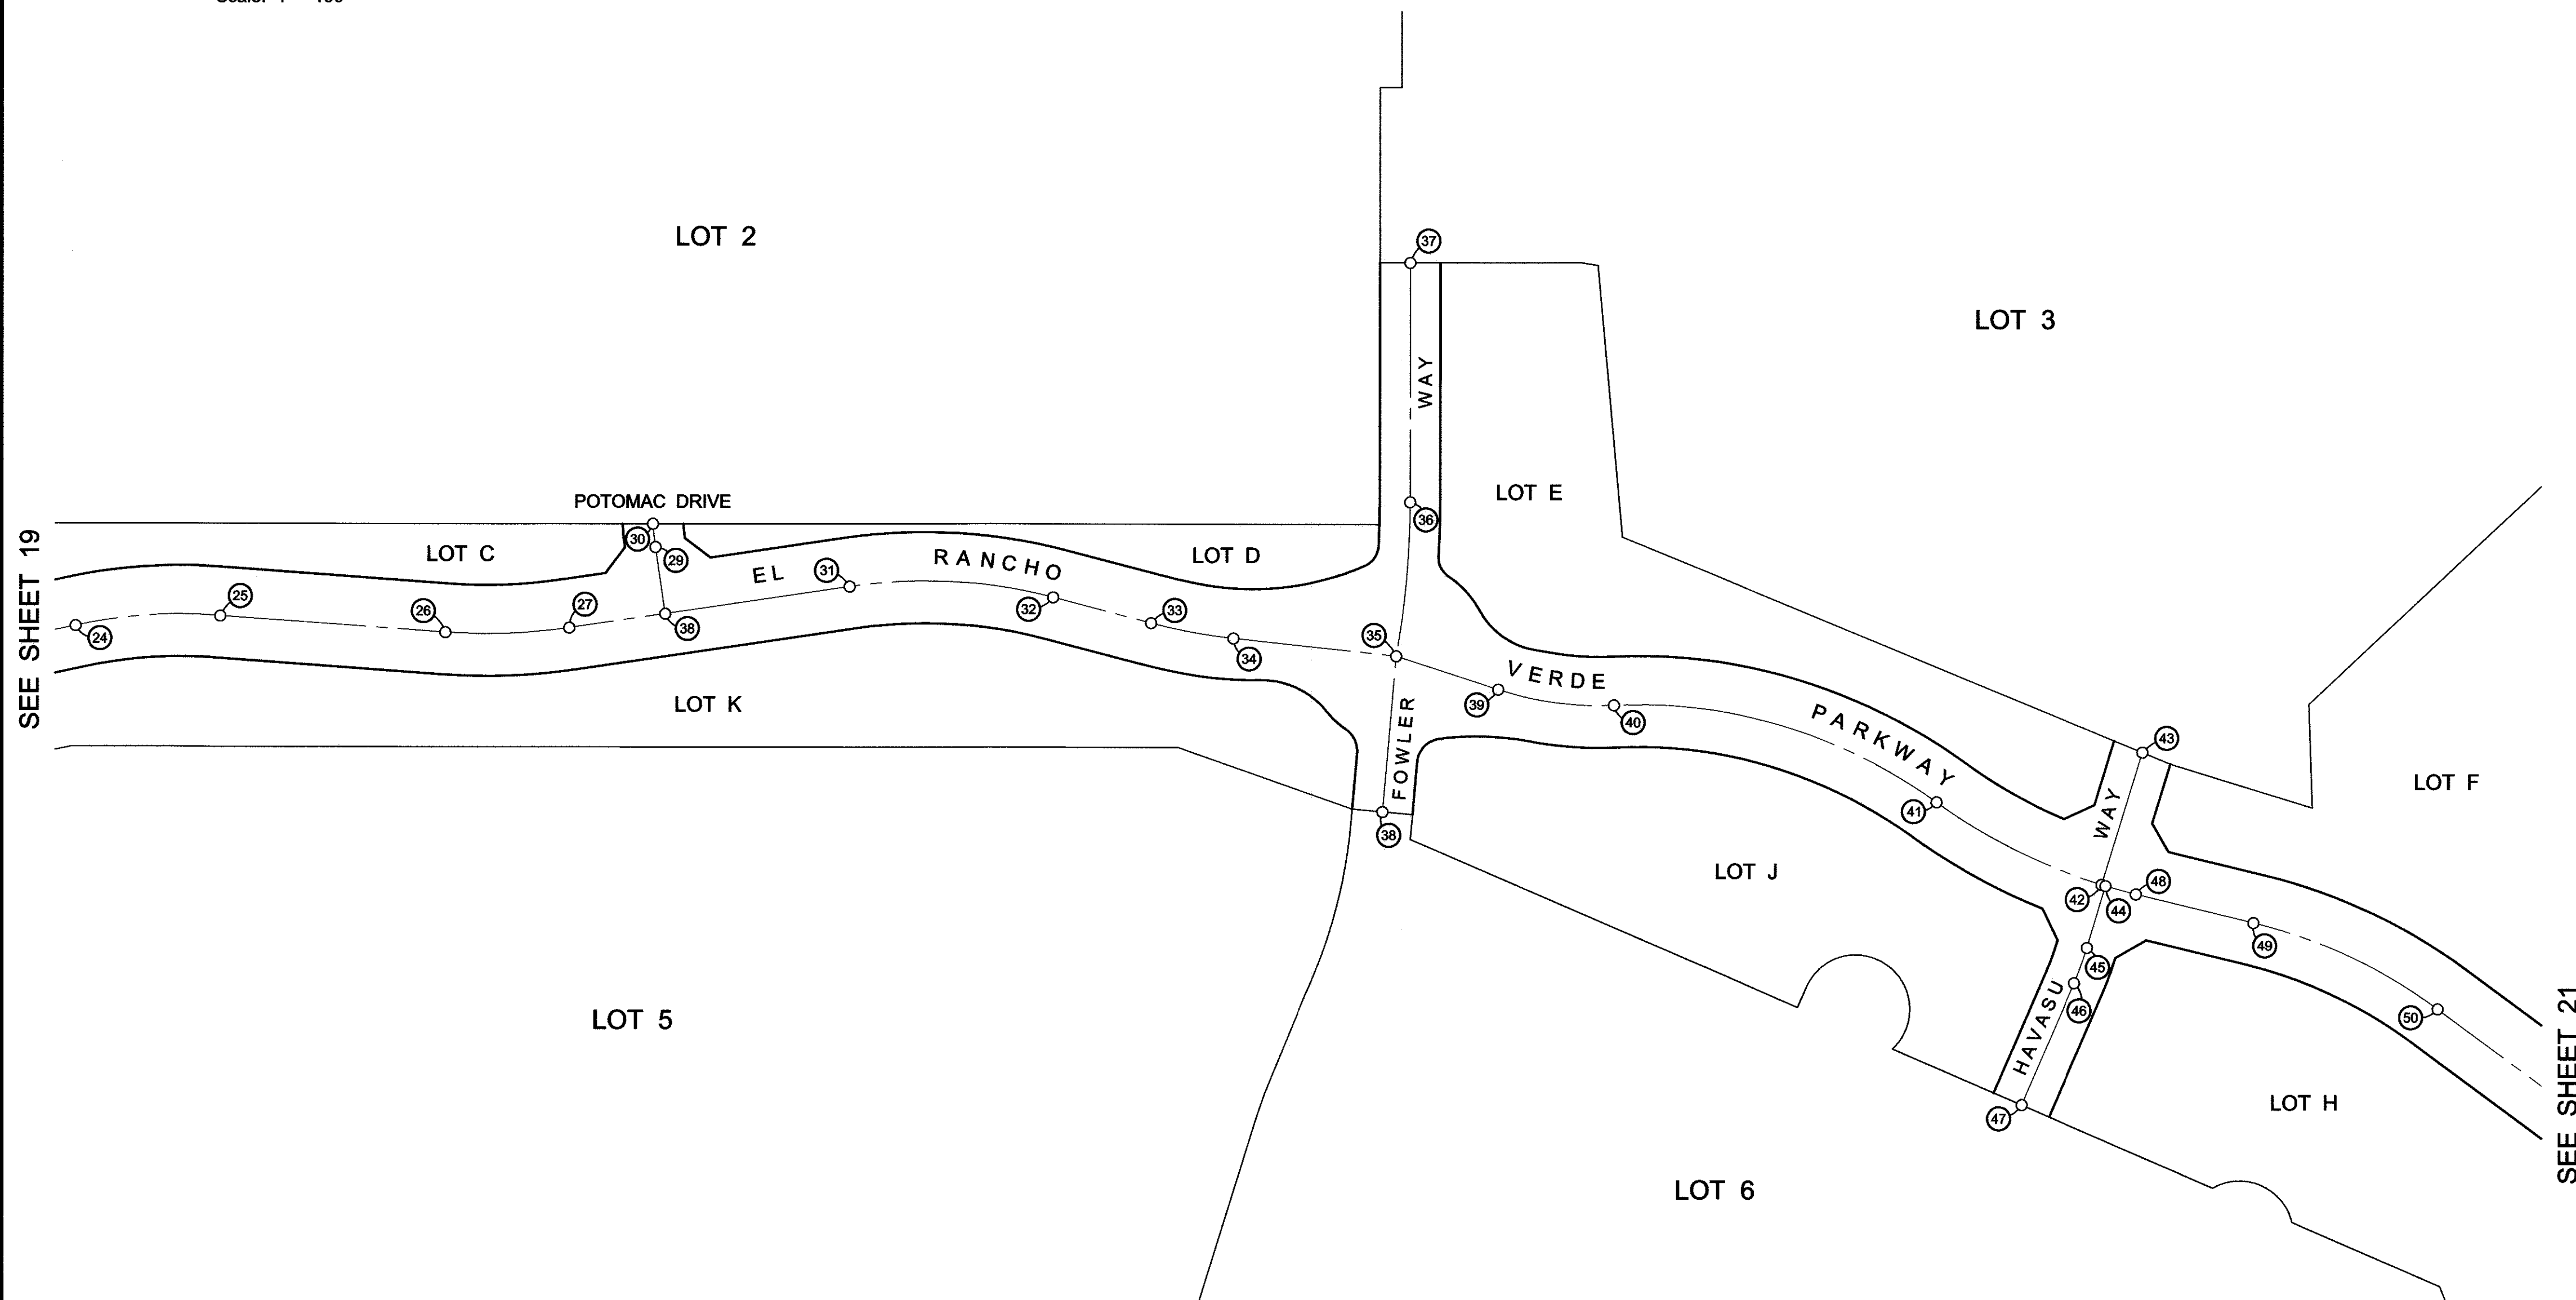 LOT 2
LOT 3
37
WAY
LOT E
36
POTOMAC DRIVE
30
29
LOT C
LOT D
SEE SHEET 19
24
25
26
27
38
EL RANCHO VERDE PARKWAY
31
32
33
34
35
39
40
41
LOT K
FOWLER
38
43
LOT F
WAY
42
44
48
49
45
46
HAVASU
47
50
LOT J
LOT 5
LOT H
LOT 6
SEE SHEET 21